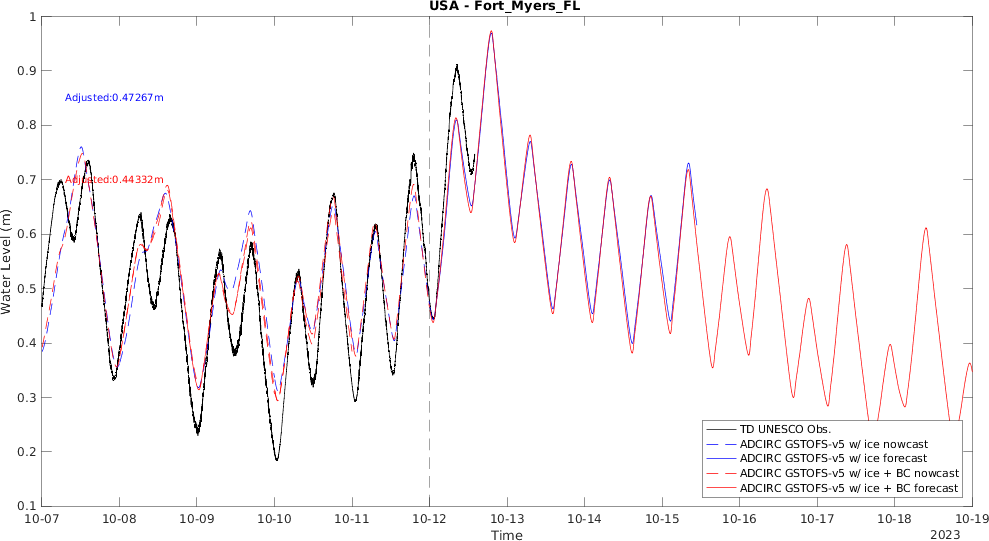 USA - Fort_Myers_FL
1
0.9
0.8
0.7
0.6
0.5
0.4
0.3
0.2
0.1
Water Level (m)
Adjusted:0.47267m
Adjusted:0.44332m
TD UNESCO Obs.
ADCIRC GSTOFS-v5 w/ ice nowcast
ADCIRC GSTOFS-v5 w/ ice forecast
ADCIRC GSTOFS-v5 w/ ice + BC nowcast
ADCIRC GSTOFS-v5 w/ ice + BC forecast
10-07 10-08 10-09 10-10 10-11 10-12 10-13 10-14 10-15 10-16 10-17 10-18 10-19
Time
2023